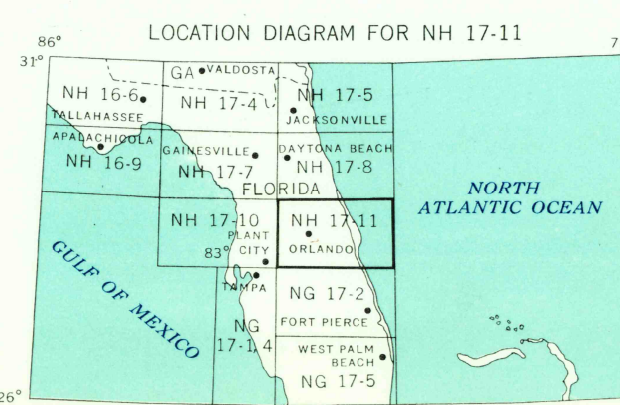 LOCATION DIAGRAM FOR NH 17-11
86°
7
31°
GA VALDOSTA
NH 16-6
NH 17-4
NH 17-5
TALLAHASSEE
JACKSONVILLE
APALACHICOLA
NH 16-9
GAINESVILLE
NH 17-7
DAYTONA BEACH
NH 17-8
FLORIDA
NORTH
ATLANTIC OCEAN
NH 17-10
NH 17-11
PLANT
CITY
83°
ORLANDO
GULF OF MEXICO
TAMPA
NG 17-2
FORT PIERCE
NG
17-1,4
WEST PALM
BEACH
NG 17-5
26°